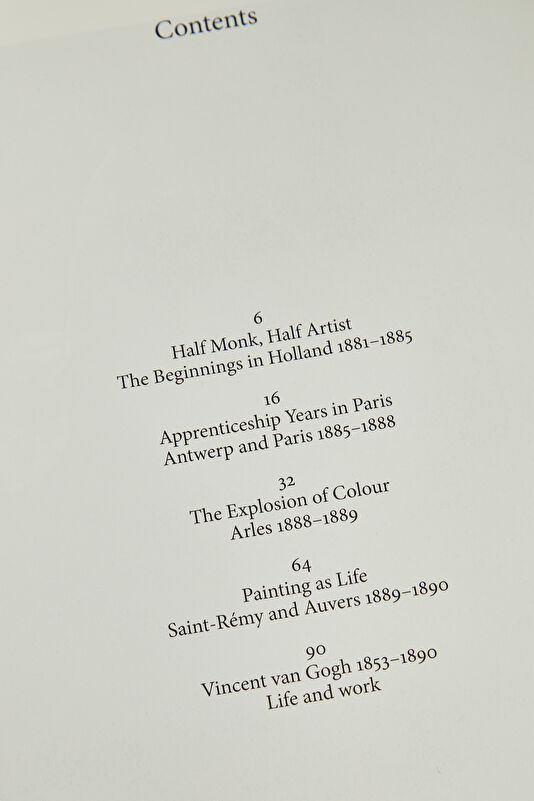 Contents
6
Half Monk, Half Artist
The Beginnings in Holland 1881–1885
16
Apprenticeship Years in Paris
Antwerp and Paris 1885–1888
32
The Explosion of Colour
Arles 1888–1889
64
Painting as Life
Saint-Rémy and Auvers 1889–1890
90
Vincent van Gogh 1853–1890
Life and work